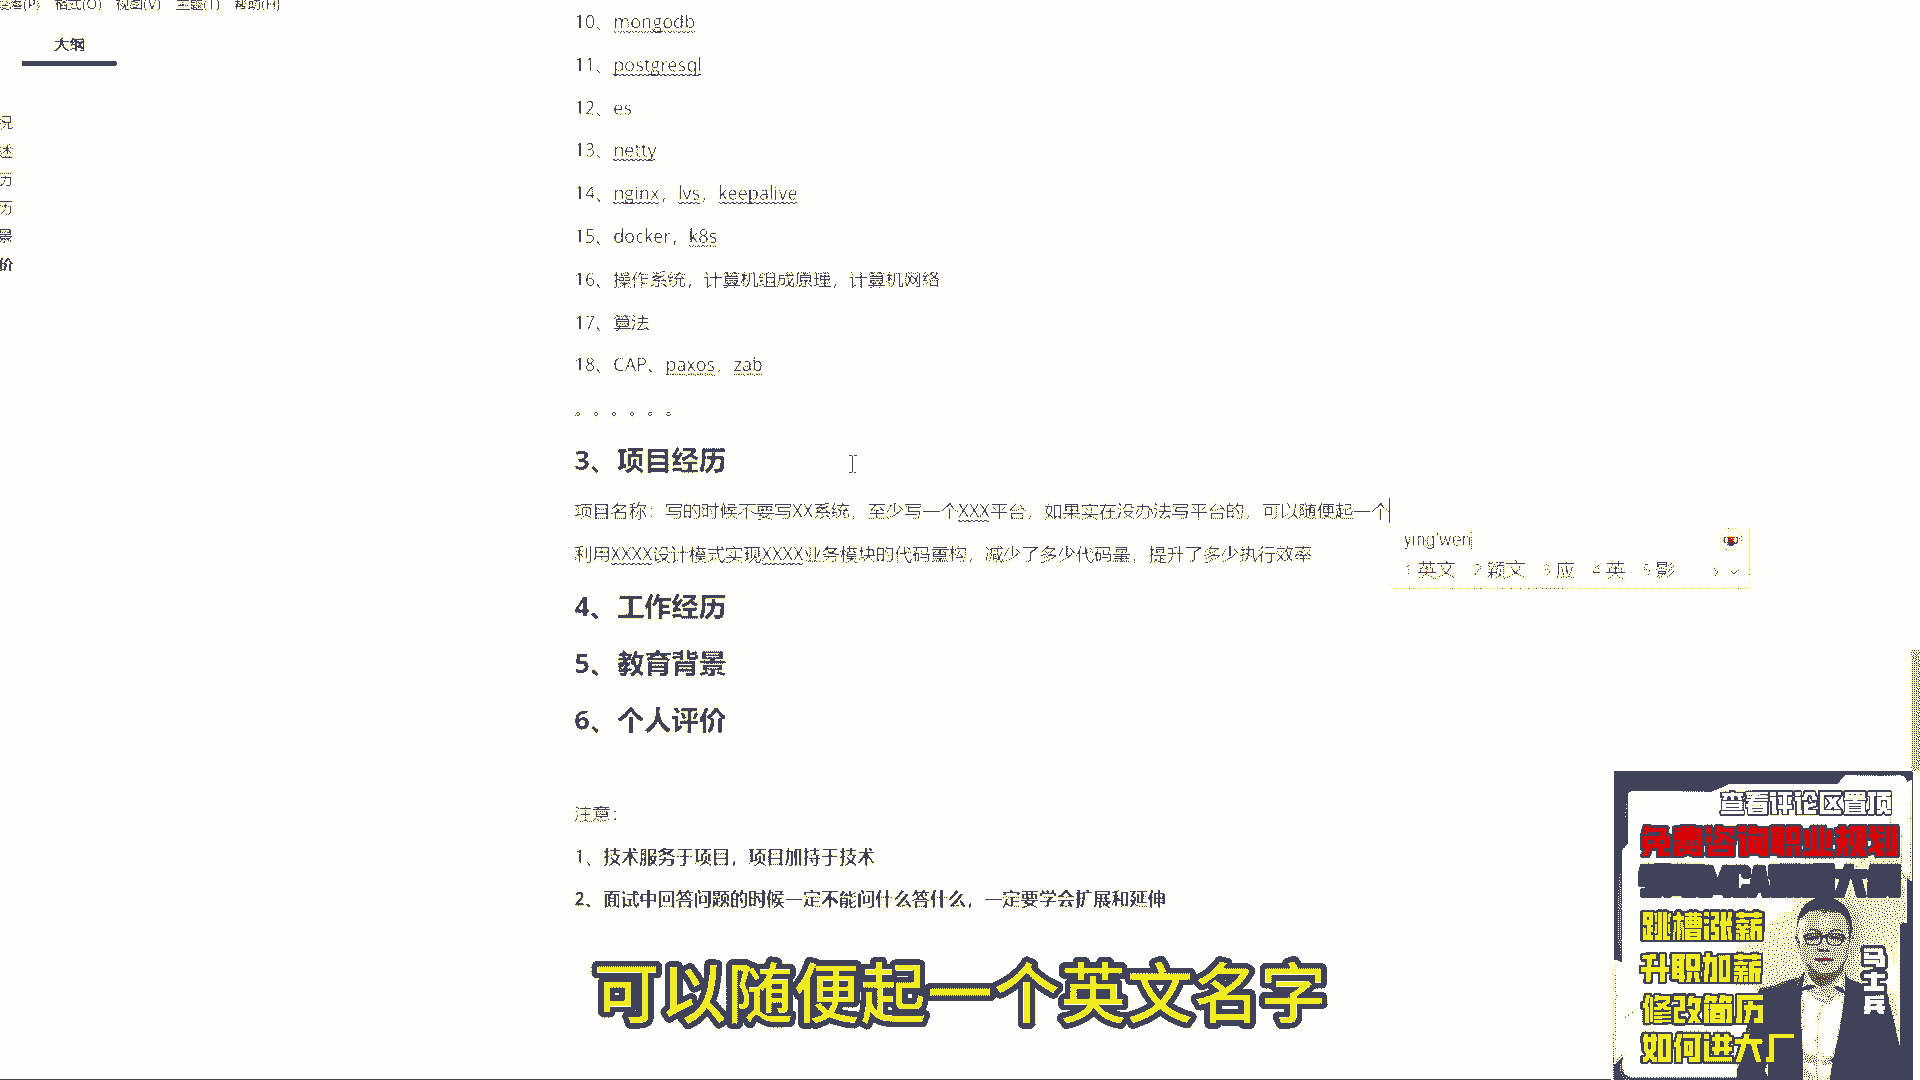 段落(P) 格式(O) 视图(V) 主题(T) 帮助(H)
大纲
况
述
历
历
景
价
10、mongodb
11、postgresql
12、es
13、netty
14、nginx，lvs，keepalive
15、docker，k8s
16、操作系统，计算机组成原理，计算机网络
17、算法
18、CAP、paxos，zab
。。。。。。
3、项目经历
项目名称：写的时候不要写XX系统，至少写一个XXX平台，如果实在没办法写平台的，可以随便起一个
ying'wen
1 英文 2 颖文 3 应 4 英 5 影
利用XXXX设计模式实现XXXX业务模块的代码重构，减少了多少代码量，提升了多少执行效率
4、工作经历
5、教育背景
6、个人评价
注意：
1、技术服务于项目，项目加持于技术
2、面试中回答问题的时候一定不能问什么答什么，一定要学会扩展和延伸
可以随便起一个英文名字
查看评论区置顶
免费咨询职业规划
跳槽涨薪
升职加薪
修改简历
如何进大厂
马士兵